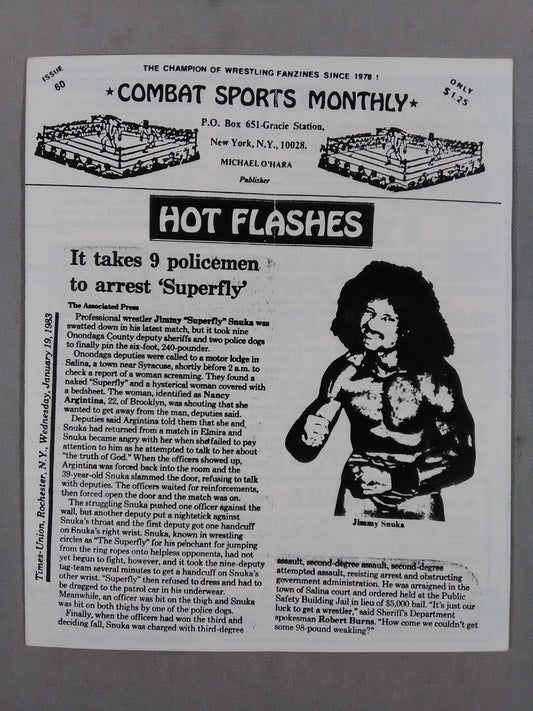 ISSUE
60
THE CHAMPION OF WRESTLING FANZINES SINCE 1978 !
ONLY
$1.25
★COMBAT SPORTS MONTHLY★
P.O. Box 651-Gracie Station,
New York, N.Y., 10028.
MICHAEL O'HARA
Publisher
HOT FLASHES
It takes 9 policemen
to arrest ‘Superfly’
The Associated Press
Professional wrestler Jimmy “Superfly” Snuka was
swatted down in his latest match, but it took nine
Onondaga County deputy sheriffs and two police dogs
to finally pin the six-foot, 240-pounder.
Onondaga deputies were called to a motor lodge in
Salina, a town near Syracuse, shortly before 2 a.m. to
check a report of a woman screaming. They found a
naked “Superfly” and a hysterical woman covered with
a bedsheet. The woman, identified as Nancy
Argintina, 22, of Brooklyn, was shouting that she
wanted to get away from the man, deputies said.
Deputies said Argintina told them that she and
Snuka had returned from a match in Elmira and
Snuka became angry with her when she failed to pay
attention to him as he attempted to talk to her about
“the truth of God.” When the officers showed up,
Argintina was forced back into the room and the
39-year-old Snuka slammed the door, refusing to talk
with deputies. The officers waited for reinforcements,
then forced open the door and the match was on.
The struggling Snuka pushed one officer against the
wall, but another deputy put a nightstick against
Snuka's throat and the first deputy got one handcuff
on Snuka's right wrist. Snuka, known in wrestling
circles as “The Superfly” for his penchant for jumping
from the ring ropes onto helpless opponents, had not
yet begun to fight, however, and it took the nine-deputy
tag-team several minutes to get a handcuff on Snuka's
other wrist. “Superfly” then refused to dress and had to
be dragged to the patrol car in his underwear.
Meanwhile, an officer was bit on the thigh and Snuka
was bit on both thighs by one of the police dogs.
Finally, when the officers had won the third and
deciding fall, Snuka was charged with third-degree
Times-Union, Rochester, N.Y., Wednesday, January 19, 1983
Jimmy Snuka
assault, second-degree assault, second-degree
attempted assault, resisting arrest and obstructing
government administration. He was arraigned in the
town of Salina court and ordered held at the Public
Safety Building Jail in lieu of $5,000 bail. “It's just our
luck to get a wrestler,” said Sheriff's Department
spokesman Robert Burns. “How come we couldn't get
some 98-pound weakling?”